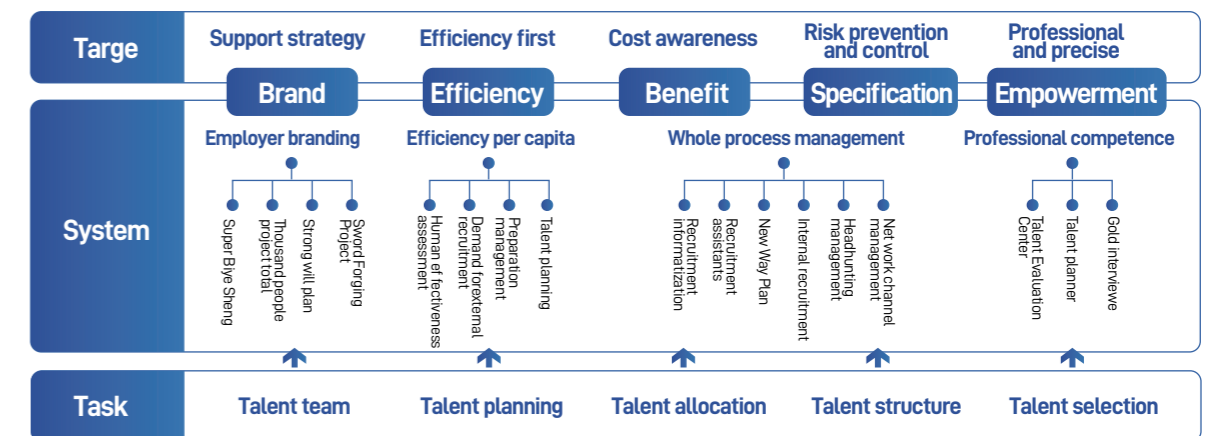 Targe
Support strategy
Efficiency first
Cost awareness
Risk prevention
and control
Professional
and precise
Brand
Efficiency
Benefit
Specification
Empowerment
System
Employer branding
Efficiency per capita
Whole process management
Professional competence
Super Biye Sheng
Thousand people
project total
Strong will plan
Sword Forging
Project
Human ef fectiveness
assessment
Demand forexternal
recruitment
Preparation
management
Talent planning
Recruitment
informatization
Recruitment
assistants
New Way Plan
Internal recruitment
Headhunting
management
Net work channel
management
Talent Evaluation
Center
Talent planner
Gold interviewe
Task
Talent team
Talent planning
Talent allocation
Talent structure
Talent selection